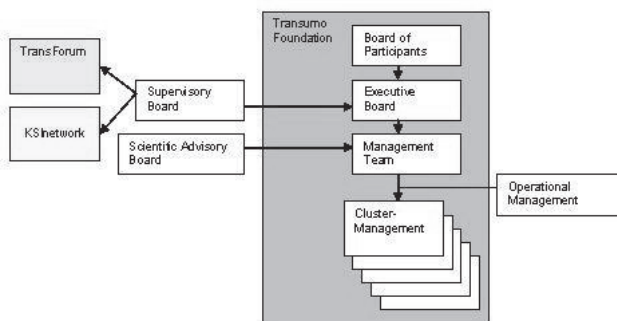 Transumo
Foundation
Board of
Participants
TransForum
Supervisory
Board
Executive
Board
KSInetwork
Scientific Advisory
Board
Management
Team
Operational
Management
Cluster-
Management